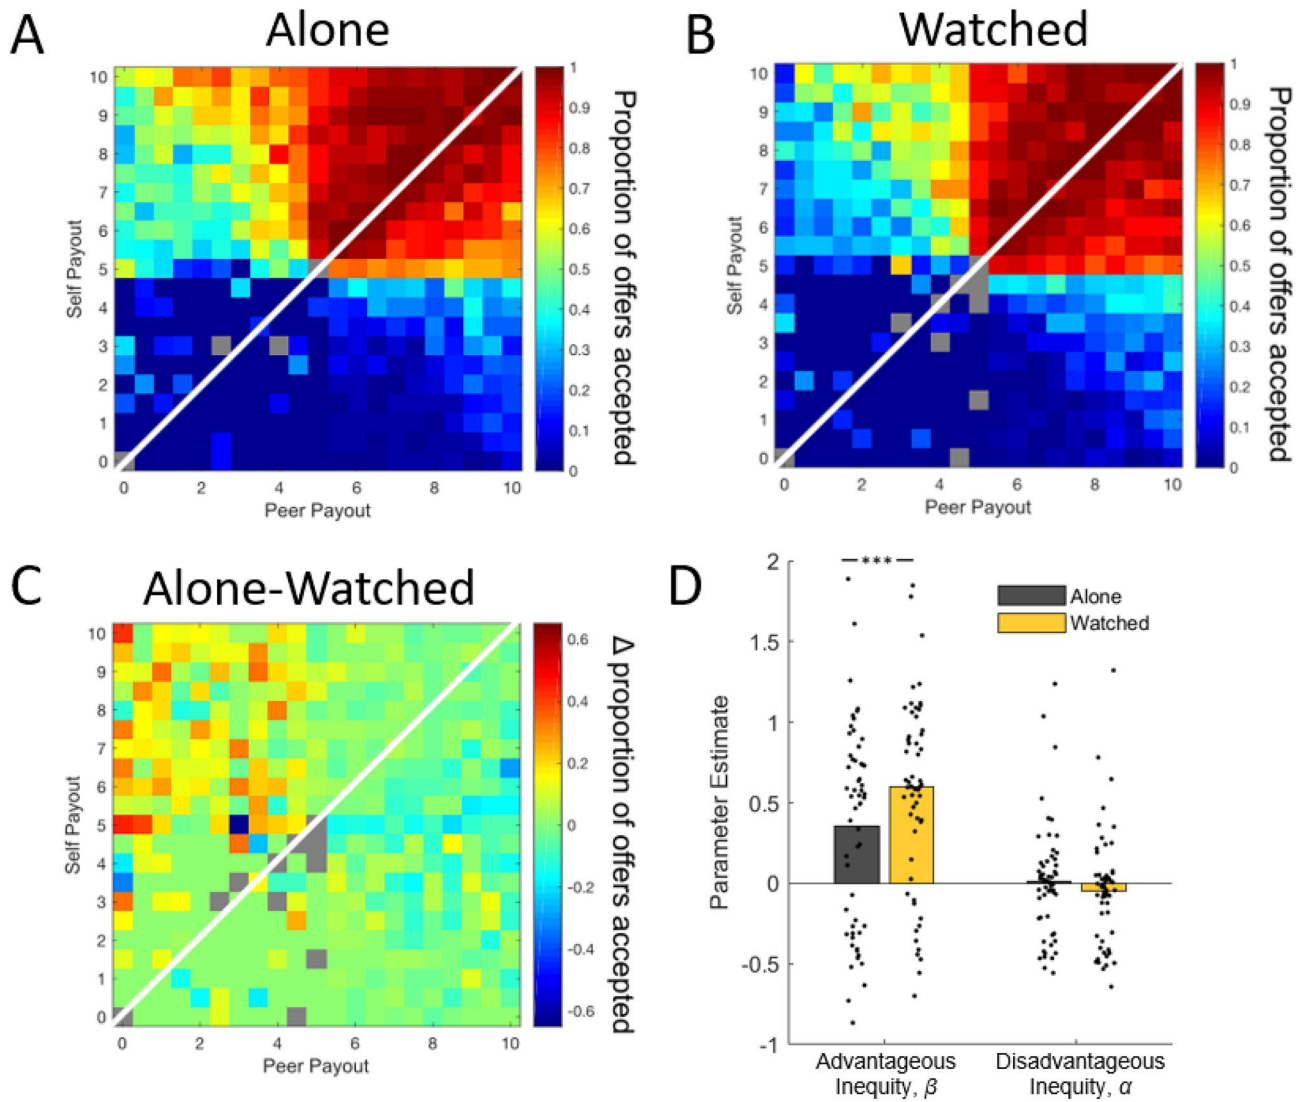 A
Alone
10
9
8
7
6
5
4
3
2
1
0
Self Payout
0 2 4 6 8 10
Peer Payout
1
0.9
0.8
0.7
0.6
0.5
0.4
0.3
0.2
0.1
0
Proportion of offers accepted
B
Watched
10
9
8
7
6
5
4
3
2
1
0
Self Payout
0 2 4 6 8 10
Peer Payout
1
0.9
0.8
0.7
0.6
0.5
0.4
0.3
0.2
0.1
0
Proportion of offers accepted
C
Alone-Watched
10
9
8
7
6
5
4
3
2
1
0
Self Payout
0 2 4 6 8 10
Peer Payout
0.6
0.4
0.2
0
-0.2
-0.4
-0.6
Δ proportion of offers accepted
D
2
1.5
1
0.5
0
-0.5
-1
Parameter Estimate
***
Alone
Watched
Advantageous
Inequity, β
Disadvantageous
Inequity, α